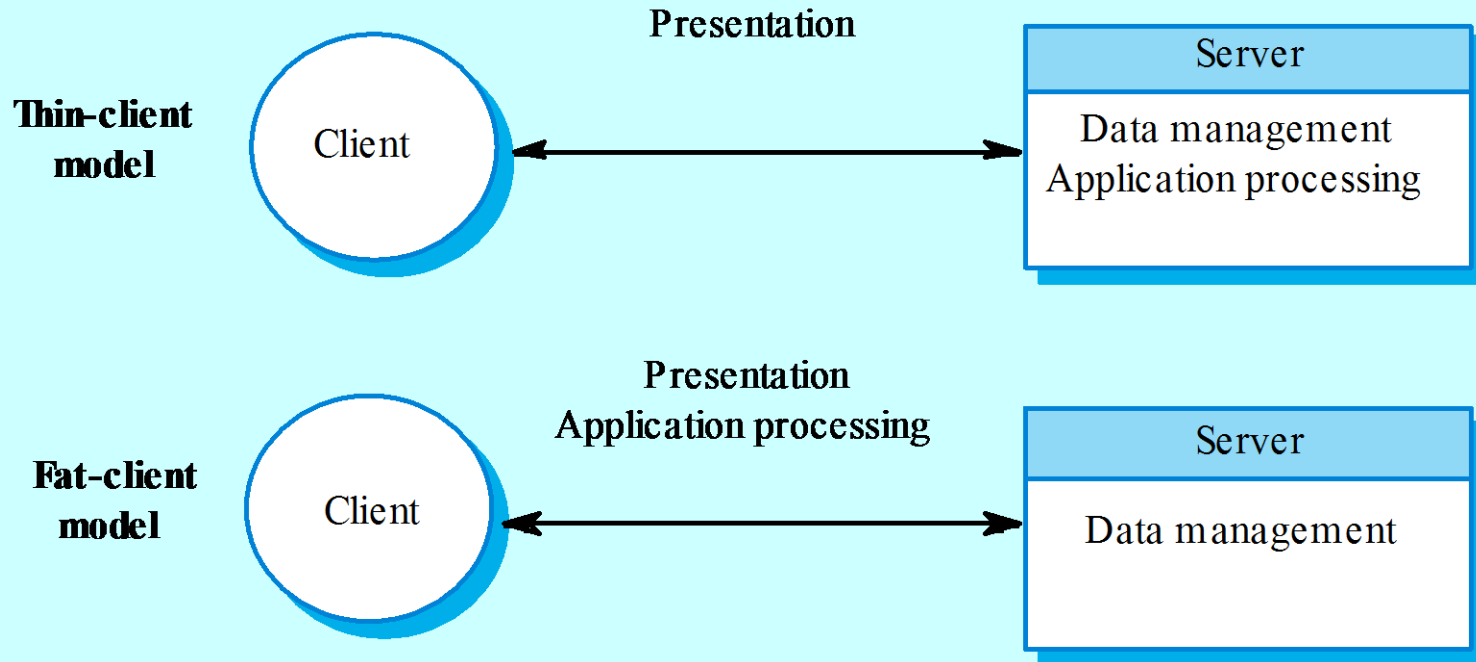 Presentation
Server
Thin-client
model
Client
Data management
Application processing
Presentation
Application processing
Server
Fat-client
model
Client
Data management